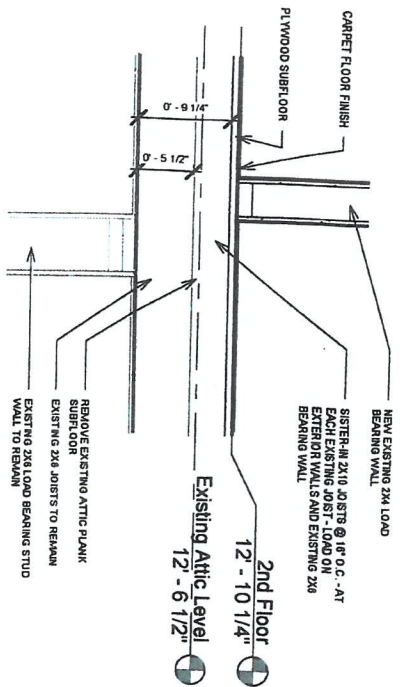 CARPET FLOOR FINISH
PLYWOOD SUBFLOOR
0' - 9 1/4"
0' - 5 1/2"
NEW EXISTING 2X4 LOAD
BEARING WALL
SISTER-IN 2X10 JOISTS @ 16" O.C. - AT
EACH EXISTING JOIST - LOAD ON
EXTERIOR WALLS AND EXISTING 2X6
BEARING WALL
2nd Floor
12' - 10 1/4"
Existing Attic Level
12' - 6 1/2"
REMOVE EXISTING ATTIC PLANK
SUBFLOOR
EXISTING 2X6 JOISTS TO REMAIN
EXISTING 2X6 LOAD BEARING STUD
WALL TO REMAIN